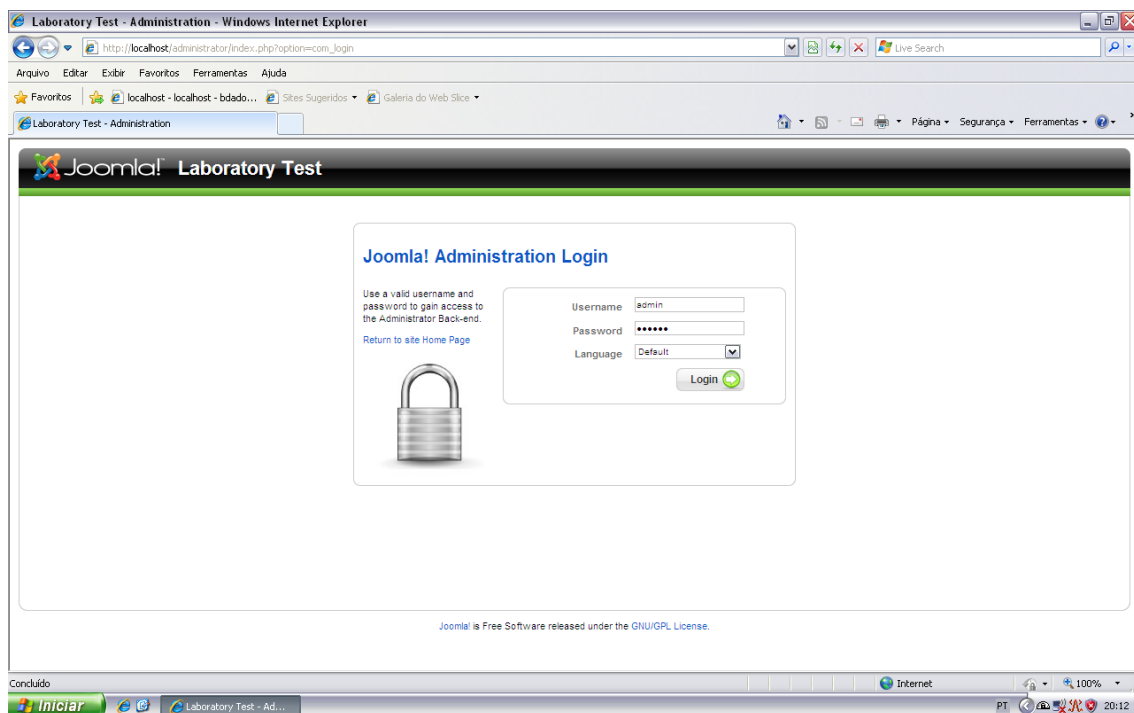 Laboratory Test - Administration - Windows Internet Explorer
http://localhost/administrator/index.php?option=com_login
Live Search
Arquivo Editar Exibir Favoritos Ferramentas Ajuda
Favoritos localhost - localhost - bdado... Sites Sugeridos Galeria do Web Slice
Laboratory Test - Administration
Página Segurança Ferramentas
Joomla! Laboratory Test
Joomla! Administration Login
Use a valid username and
password to gain access to
the Administrator Back-end.
Return to site Home Page
Username admin
Password ••••••
Language Default
Login
Joomla! is Free Software released under the GNU/GPL License.
Concluído Internet 100%
Iniciar Laboratory Test - Ad... PT 20:12